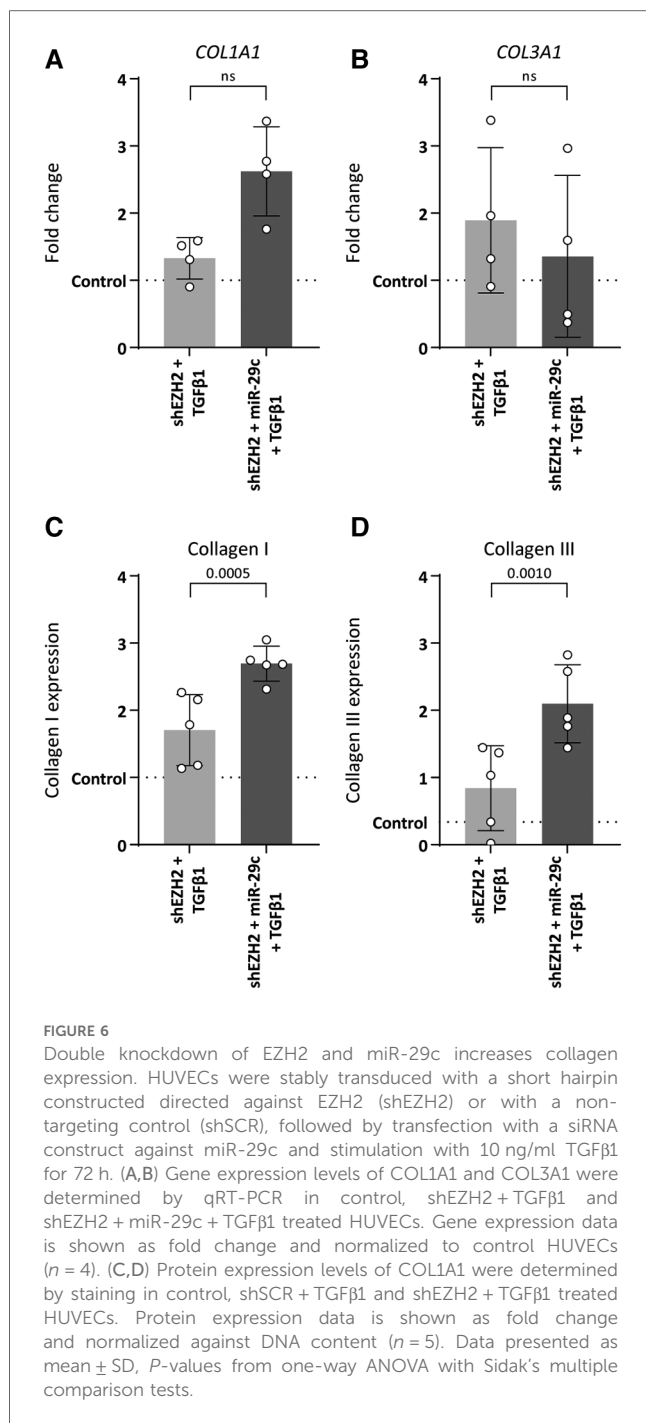 A
COL1A1
ns
4
3
2
Control
0
Fold change
shEZH2 +
TGFβ1
shEZH2 + miR-29c
+ TGFβ1
B
COL3A1
ns
4
3
2
Control
0
Fold change
shEZH2 +
TGFβ1
shEZH2 + miR-29c
+ TGFβ1
C
Collagen I
0.0005
4
3
2
Control
0
Collagen I expression
shEZH2 +
TGFβ1
shEZH2 + miR-29c
+ TGFβ1
D
Collagen III
0.0010
4
3
2
1
Control
0
Collagen III expression
shEZH2 +
TGFβ1
shEZH2 + miR-29c
+ TGFβ1
FIGURE 6
Double knockdown of EZH2 and miR-29c increases collagen
expression. HUVECs were stably transduced with a short hairpin
constructed directed against EZH2 (shEZH2) or with a non-
targeting control (shSCR), followed by transfection with a siRNA
construct against miR-29c and stimulation with 10 ng/ml TGFβ1
for 72 h. (A,B) Gene expression levels of COL1A1 and COL3A1 were
determined by qRT-PCR in control, shEZH2 + TGFβ1 and
shEZH2 + miR-29c + TGFβ1 treated HUVECs. Gene expression data
is shown as fold change and normalized to control HUVECs
(n = 4). (C,D) Protein expression levels of COL1A1 were determined
by staining in control, shSCR + TGFβ1 and shEZH2 + TGFβ1 treated
HUVECs. Protein expression data is shown as fold change
and normalized against DNA content (n = 5). Data presented as
mean ± SD, P-values from one-way ANOVA with Sidak's multiple
comparison tests.